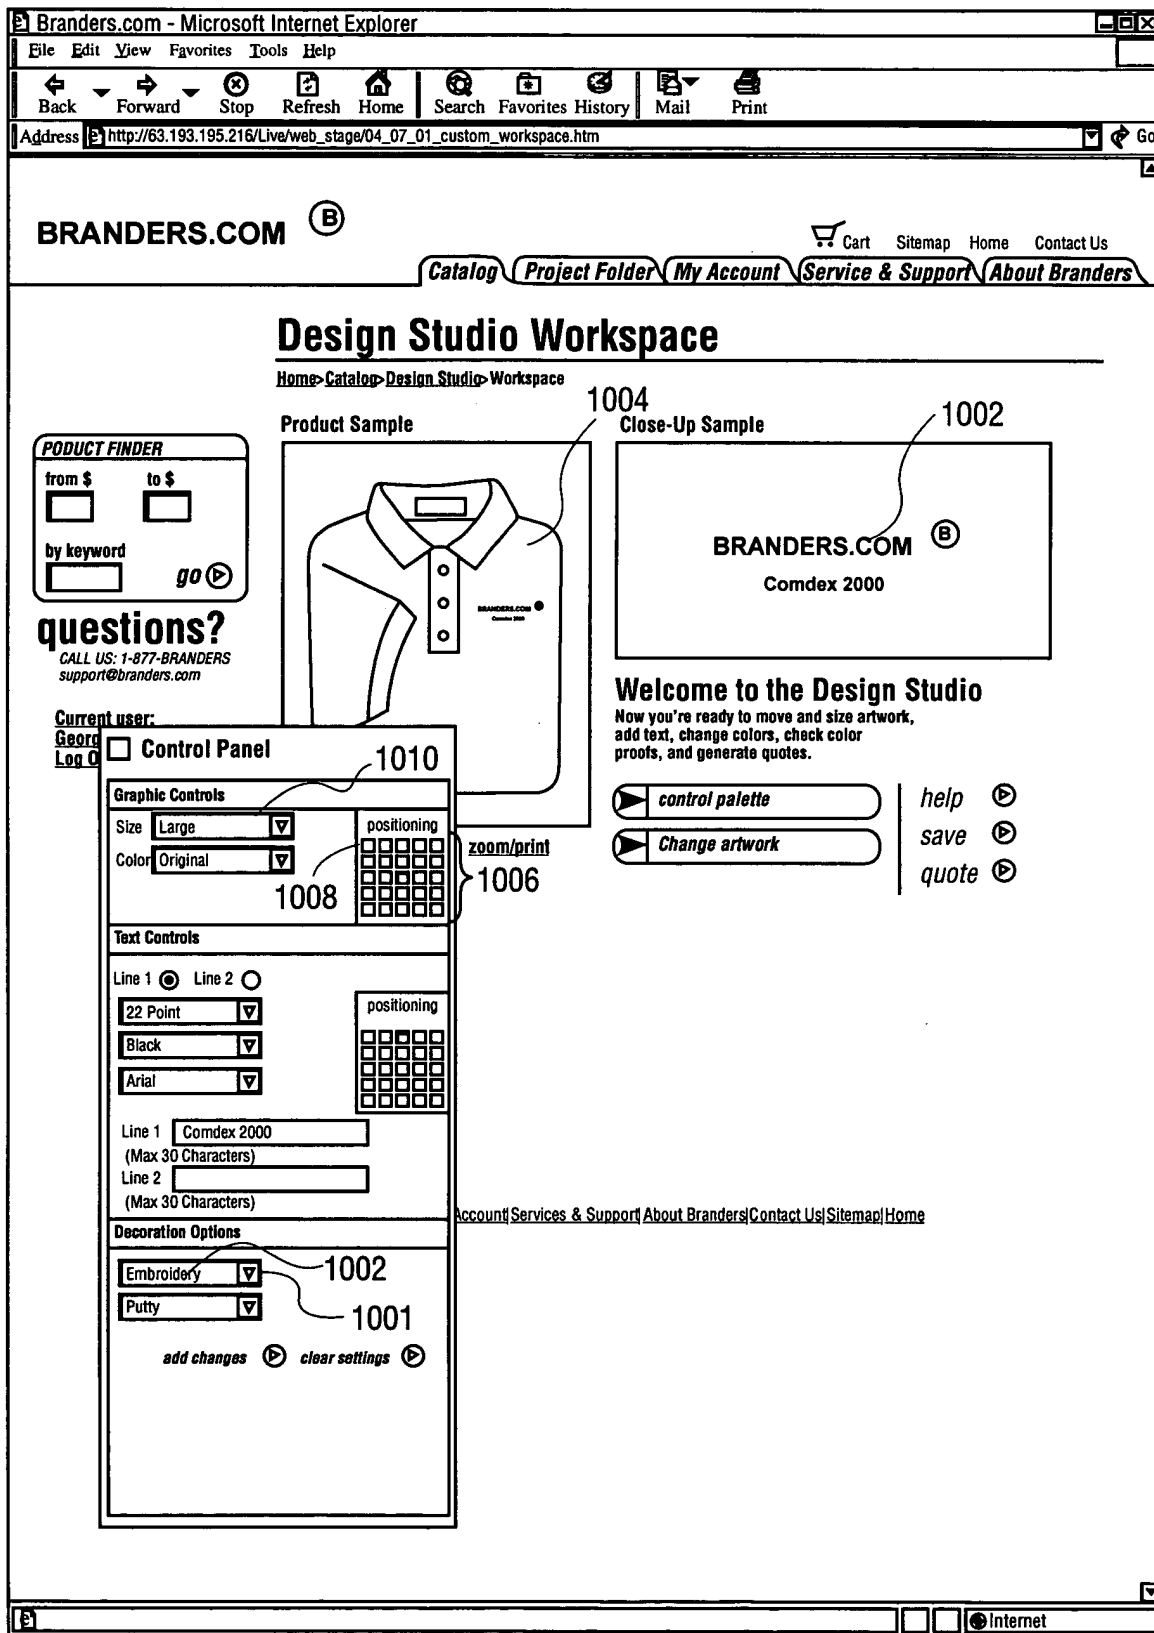 Branders.com - Microsoft Internet Explorer
File Edit View Favorites Tools Help
Back Forward Stop Refresh Home Search Favorites History Mail Print
Address http://63.193.195.216/Live/web_stage/04_07_01_custom_workspace.htm Go
BRANDERS.COM B
Cart Sitemap Home Contact Us
Catalog Project Folder My Account Service & Support About Branders
Design Studio Workspace
Home>Catalog>Design Studio>Workspace
1004
1002
Product Sample
Close-Up Sample
PODUCT FINDER
from $ to $
by keyword
go
BRANDERS.COM B
Comdex 2000
BRANDERS.COM
Comdex 2000
questions?
CALL US: 1-877-BRANDERS
support@branders.com
Welcome to the Design Studio
Now you're ready to move and size artwork,
add text, change colors, check color
proofs, and generate quotes.
Current user:
Georg
Log O
control palette
Change artwork
help
save
quote
Control Panel
1010
Graphic Controls
Size Large
Color Original
positioning
1008
zoom/print
1006
Text Controls
Line 1 Line 2
22 Point
Black
Arial
positioning
Line 1 Comdex 2000
(Max 30 Characters)
Line 2
(Max 30 Characters)
Account|Services & Support|About Branders|Contact Us|Sitemap|Home
Decoration Options
Embroidery
1002
Putty
1001
add changes clear settings
Internet